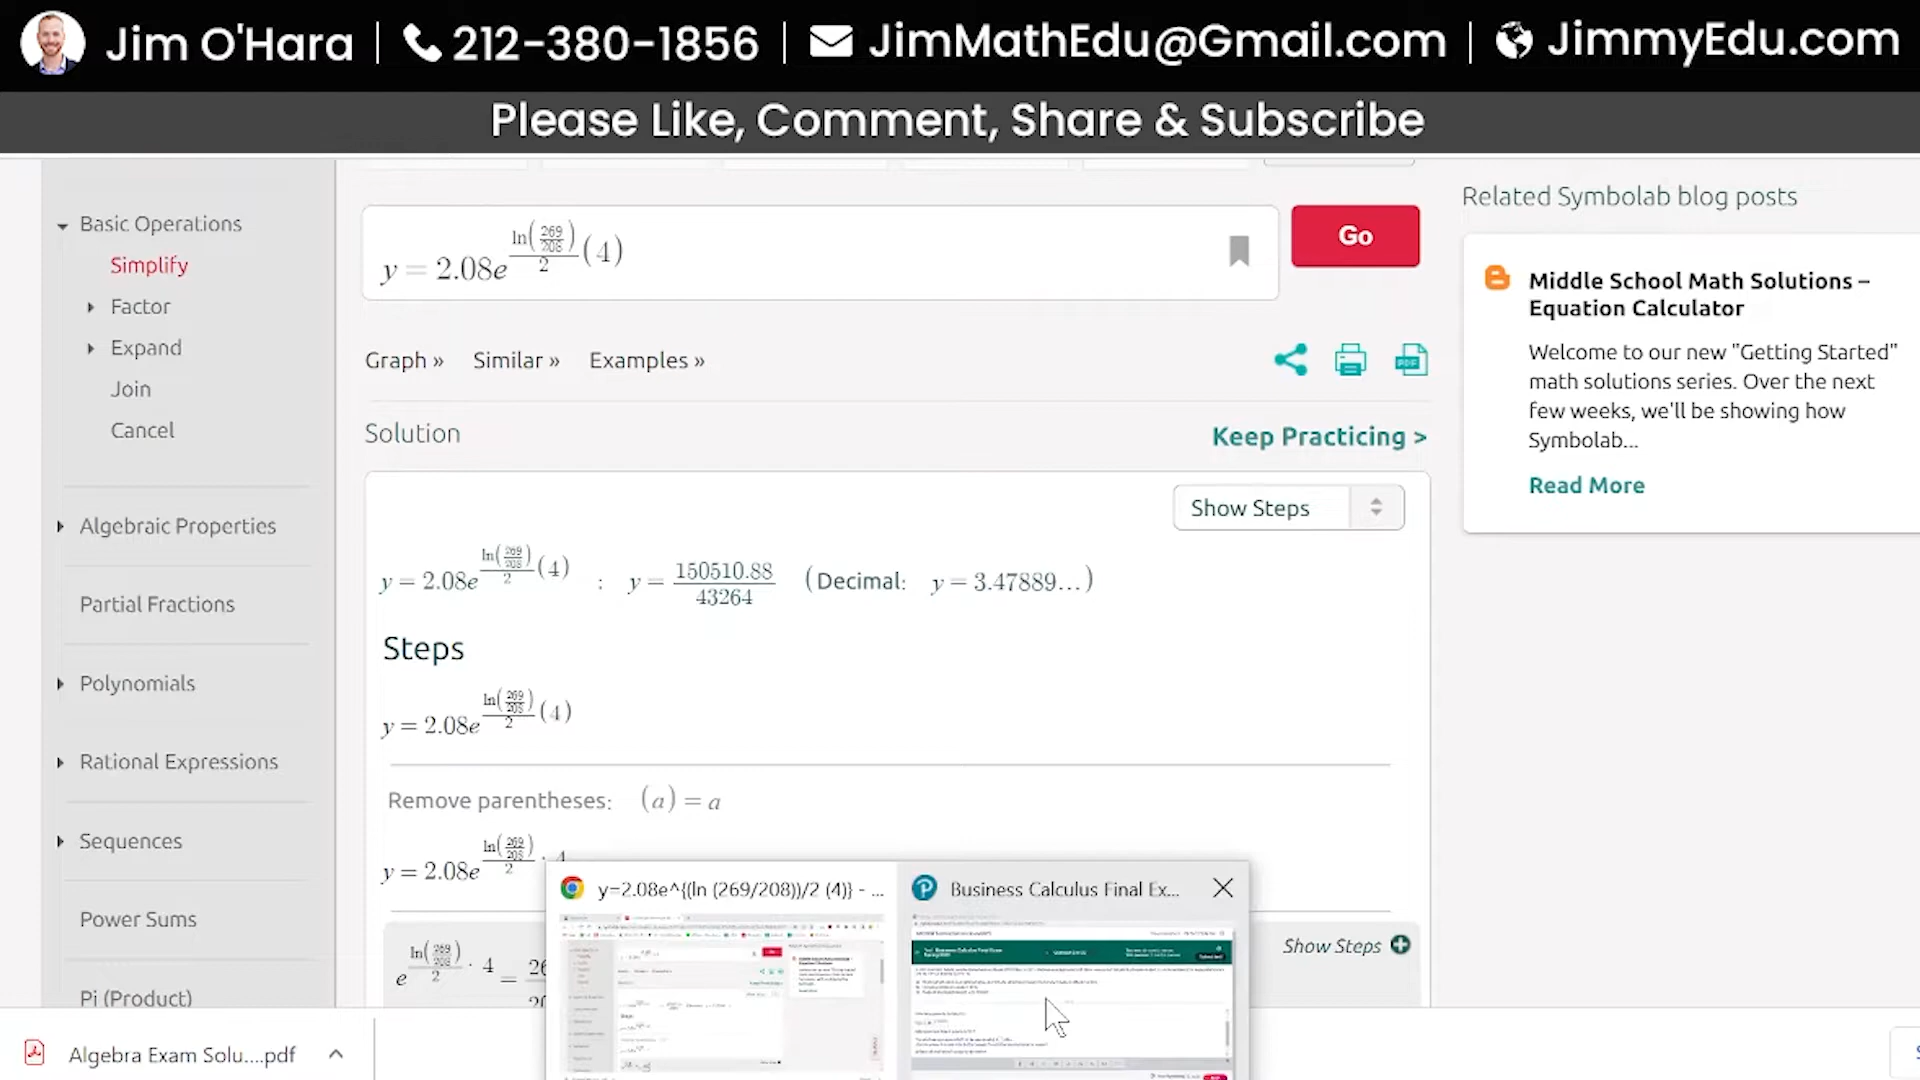 Jim O'Hara | 212-380-1856 | JimMathEdu@Gmail.com | JimmyEdu.com
Please Like, Comment, Share & Subscribe
Basic Operations
Simplify
Factor
Expand
Join
Cancel
Algebraic Properties
Partial Fractions
Polynomials
Rational Expressions
Sequences
Power Sums
Pi (Product)
y = 2.08e^{ln(269/208)/2 (4)}
Go
Graph » Similar » Examples »
PDF
Solution
Keep Practicing >
Show Steps
y = 2.08e^{ln(269/208)/2 (4)} : y = 150510.88/43264 (Decimal: y = 3.47889...)
Steps
y = 2.08e^{ln(269/208)/2 (4)}
Remove parentheses: (a) = a
y = 2.08e^{ln(269/208)/2 · 4}
Show Steps
Related Symbolab blog posts
Middle School Math Solutions –
Equation Calculator
Welcome to our new "Getting Started"
math solutions series. Over the next
few weeks, we'll be showing how
Symbolab...
Read More
y=2.08e^{(ln (269/208))/2 (4)} - ...
Business Calculus Final Ex...
Algebra Exam Solu....pdf